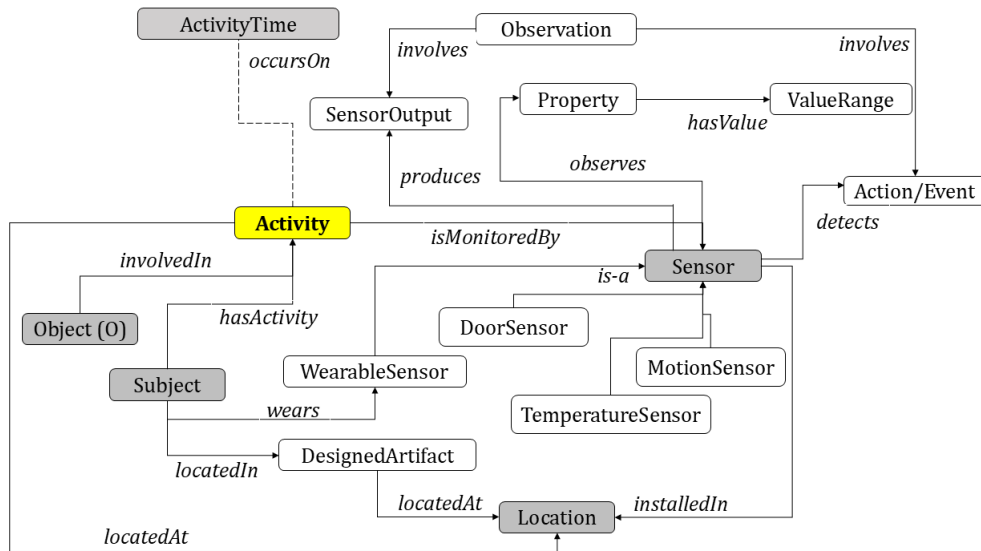 ActivityTime
Observation
involves
involves
occursOn
Property
ValueRange
SensorOutput
hasValue
observes
produces
Action/Event
Activity
detects
isMonitoredBy
involvedIn
Sensor
is-a
Object (O)
hasActivity
DoorSensor
WearableSensor
MotionSensor
Subject
wears
TemperatureSensor
DesignedArtifact
locatedIn
locatedAt
Location
installedIn
locatedAt